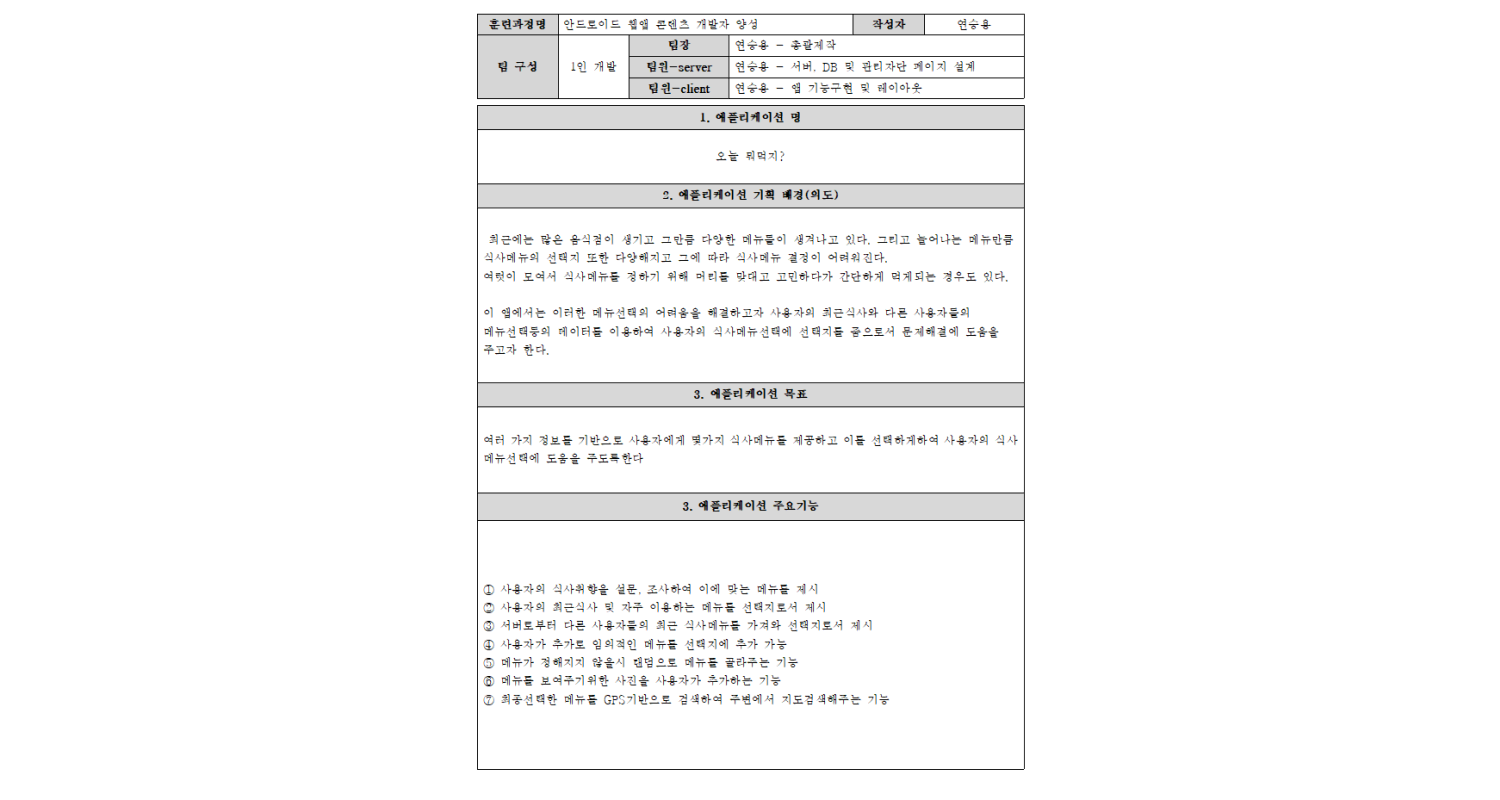 훈련과정명 안드로이드 웹앱 콘텐츠 개발자 양성 작성자 연승용
팀 구성 1인 개발 팀장 연승용 - 총괄제작
팀원-server 연승용 - 서버, DB 및 관리자단 페이지 설계
팀원-client 연승용 - 앱 기능구현 및 레이아웃
1. 애플리케이션 명
오늘 뭐먹지?
2. 애플리케이션 기획 배경(의도)
최근에는 많은 음식점이 생기고 그만큼 다양한 메뉴들이 생겨나고 있다. 그리고 늘어나는 메뉴만큼
식사메뉴의 선택지 또한 다양해지고 그에 따라 식사메뉴 결정이 어려워진다.
여럿이 모여서 식사메뉴를 정하기 위해 머리를 맞대고 고민하다가 간단하게 먹게되는 경우도 있다.
이 앱에서는 이러한 메뉴선택의 어려움을 해결하고자 사용자의 최근식사와 다른 사용자들의
메뉴선택등의 데이터를 이용하여 사용자의 식사메뉴선택에 선택지를 줌으로서 문제해결에 도움을
주고자 한다.
3. 애플리케이션 목표
여러 가지 정보를 기반으로 사용자에게 몇가지 식사메뉴를 제공하고 이를 선택하게하여 사용자의 식사
메뉴선택에 도움을 주도록한다
3. 애플리케이션 주요기능
① 사용자의 식사취향을 설문, 조사하여 이에 맞는 메뉴를 제시
② 사용자의 최근식사 및 자주 이용하는 메뉴를 선택지로서 제시
③ 서버로부터 다른 사용자들의 최근 식사메뉴를 가져와 선택지로서 제시
④ 사용자가 추가로 임의적인 메뉴를 선택지에 추가 가능
⑤ 메뉴가 정해지지 않을시 랜덤으로 메뉴를 골라주는 기능
⑥ 메뉴를 보여주기위한 사진을 사용자가 추가하는 기능
⑦ 최종선택한 메뉴를 GPS기반으로 검색하여 주변에서 지도검색해주는 기능